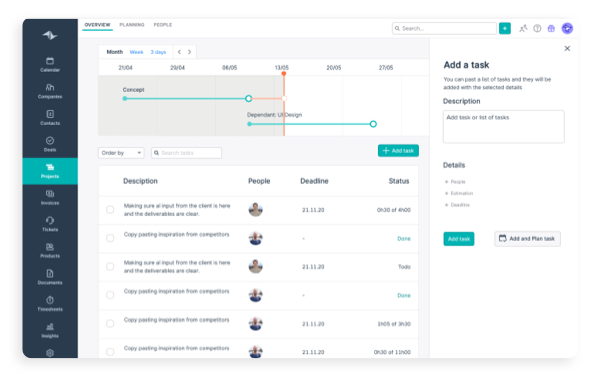 OVERVIEW PLANNING PEOPLE
Search...
Month Week 3 days
21/04 29/04 06/05 13/05 20/05 27/05
Concept
Dependant: UI Design
Order by
Search tasks
Add task
Desciption People Deadline Status
Making sure al input from the client is here
and the deliverables are clear.
21.11.20
0h30 of 4h00
Copy pasting inspiration from competitors
-
Done
Making sure al input from the client is here
and the deliverables are clear.
21.11.20
Todo
Copy pasting inspiration from competitors
-
Done
Copy pasting inspiration from competitors
21.11.20
1h05 of 3h30
Copy pasting inspiration from competitors
21.11.20
0h30 of 11h00
Calendar
Companies
Contacts
Deals
Projects
Invoices
Tickets
Products
Documents
Timesheets
Insights
Add a task
You can past a list of tasks and they will be
added with the selected details
Description
Add task or list of tasks
Details
+ People
+ Estimation
+ Deadline
Add task
Add and Plan task